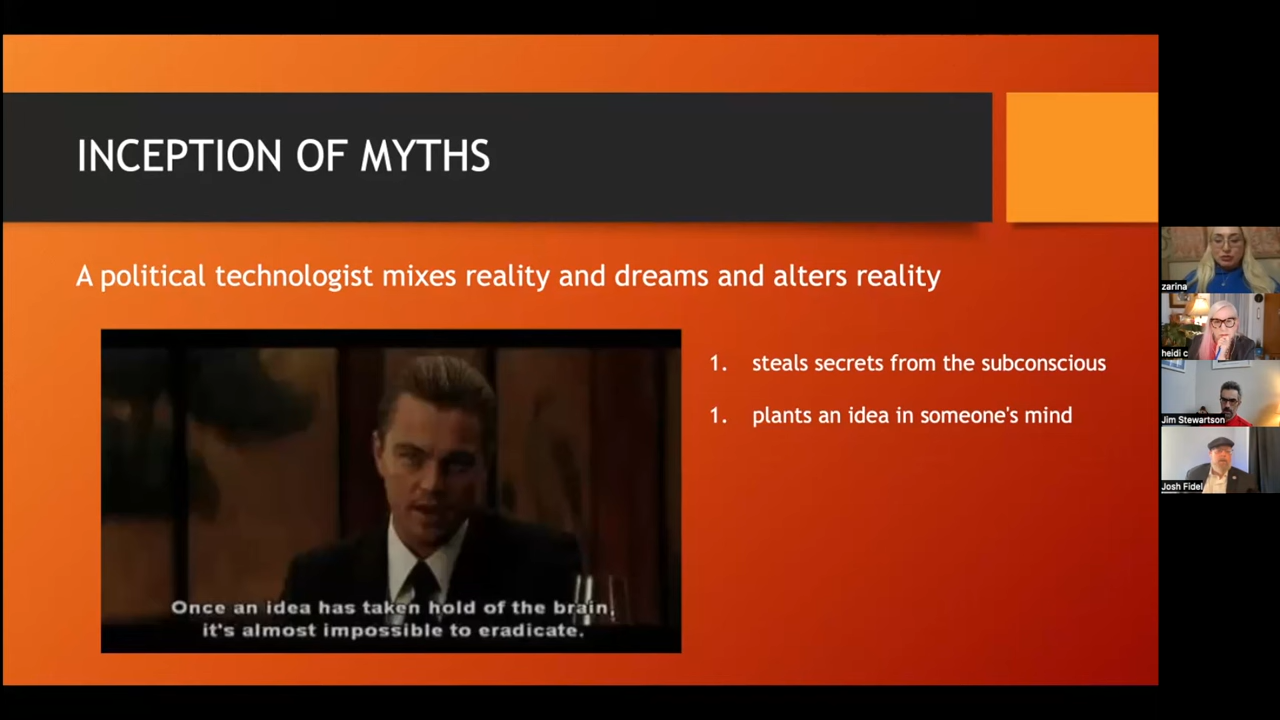 INCEPTION OF MYTHS
A political technologist mixes reality and dreams and alters reality
1. steals secrets from the subconscious
1. plants an idea in someone's mind
Once an idea has taken hold of the brain,
it's almost impossible to eradicate.
zarina
heidi c
Jim Stewartson
Josh Fidel